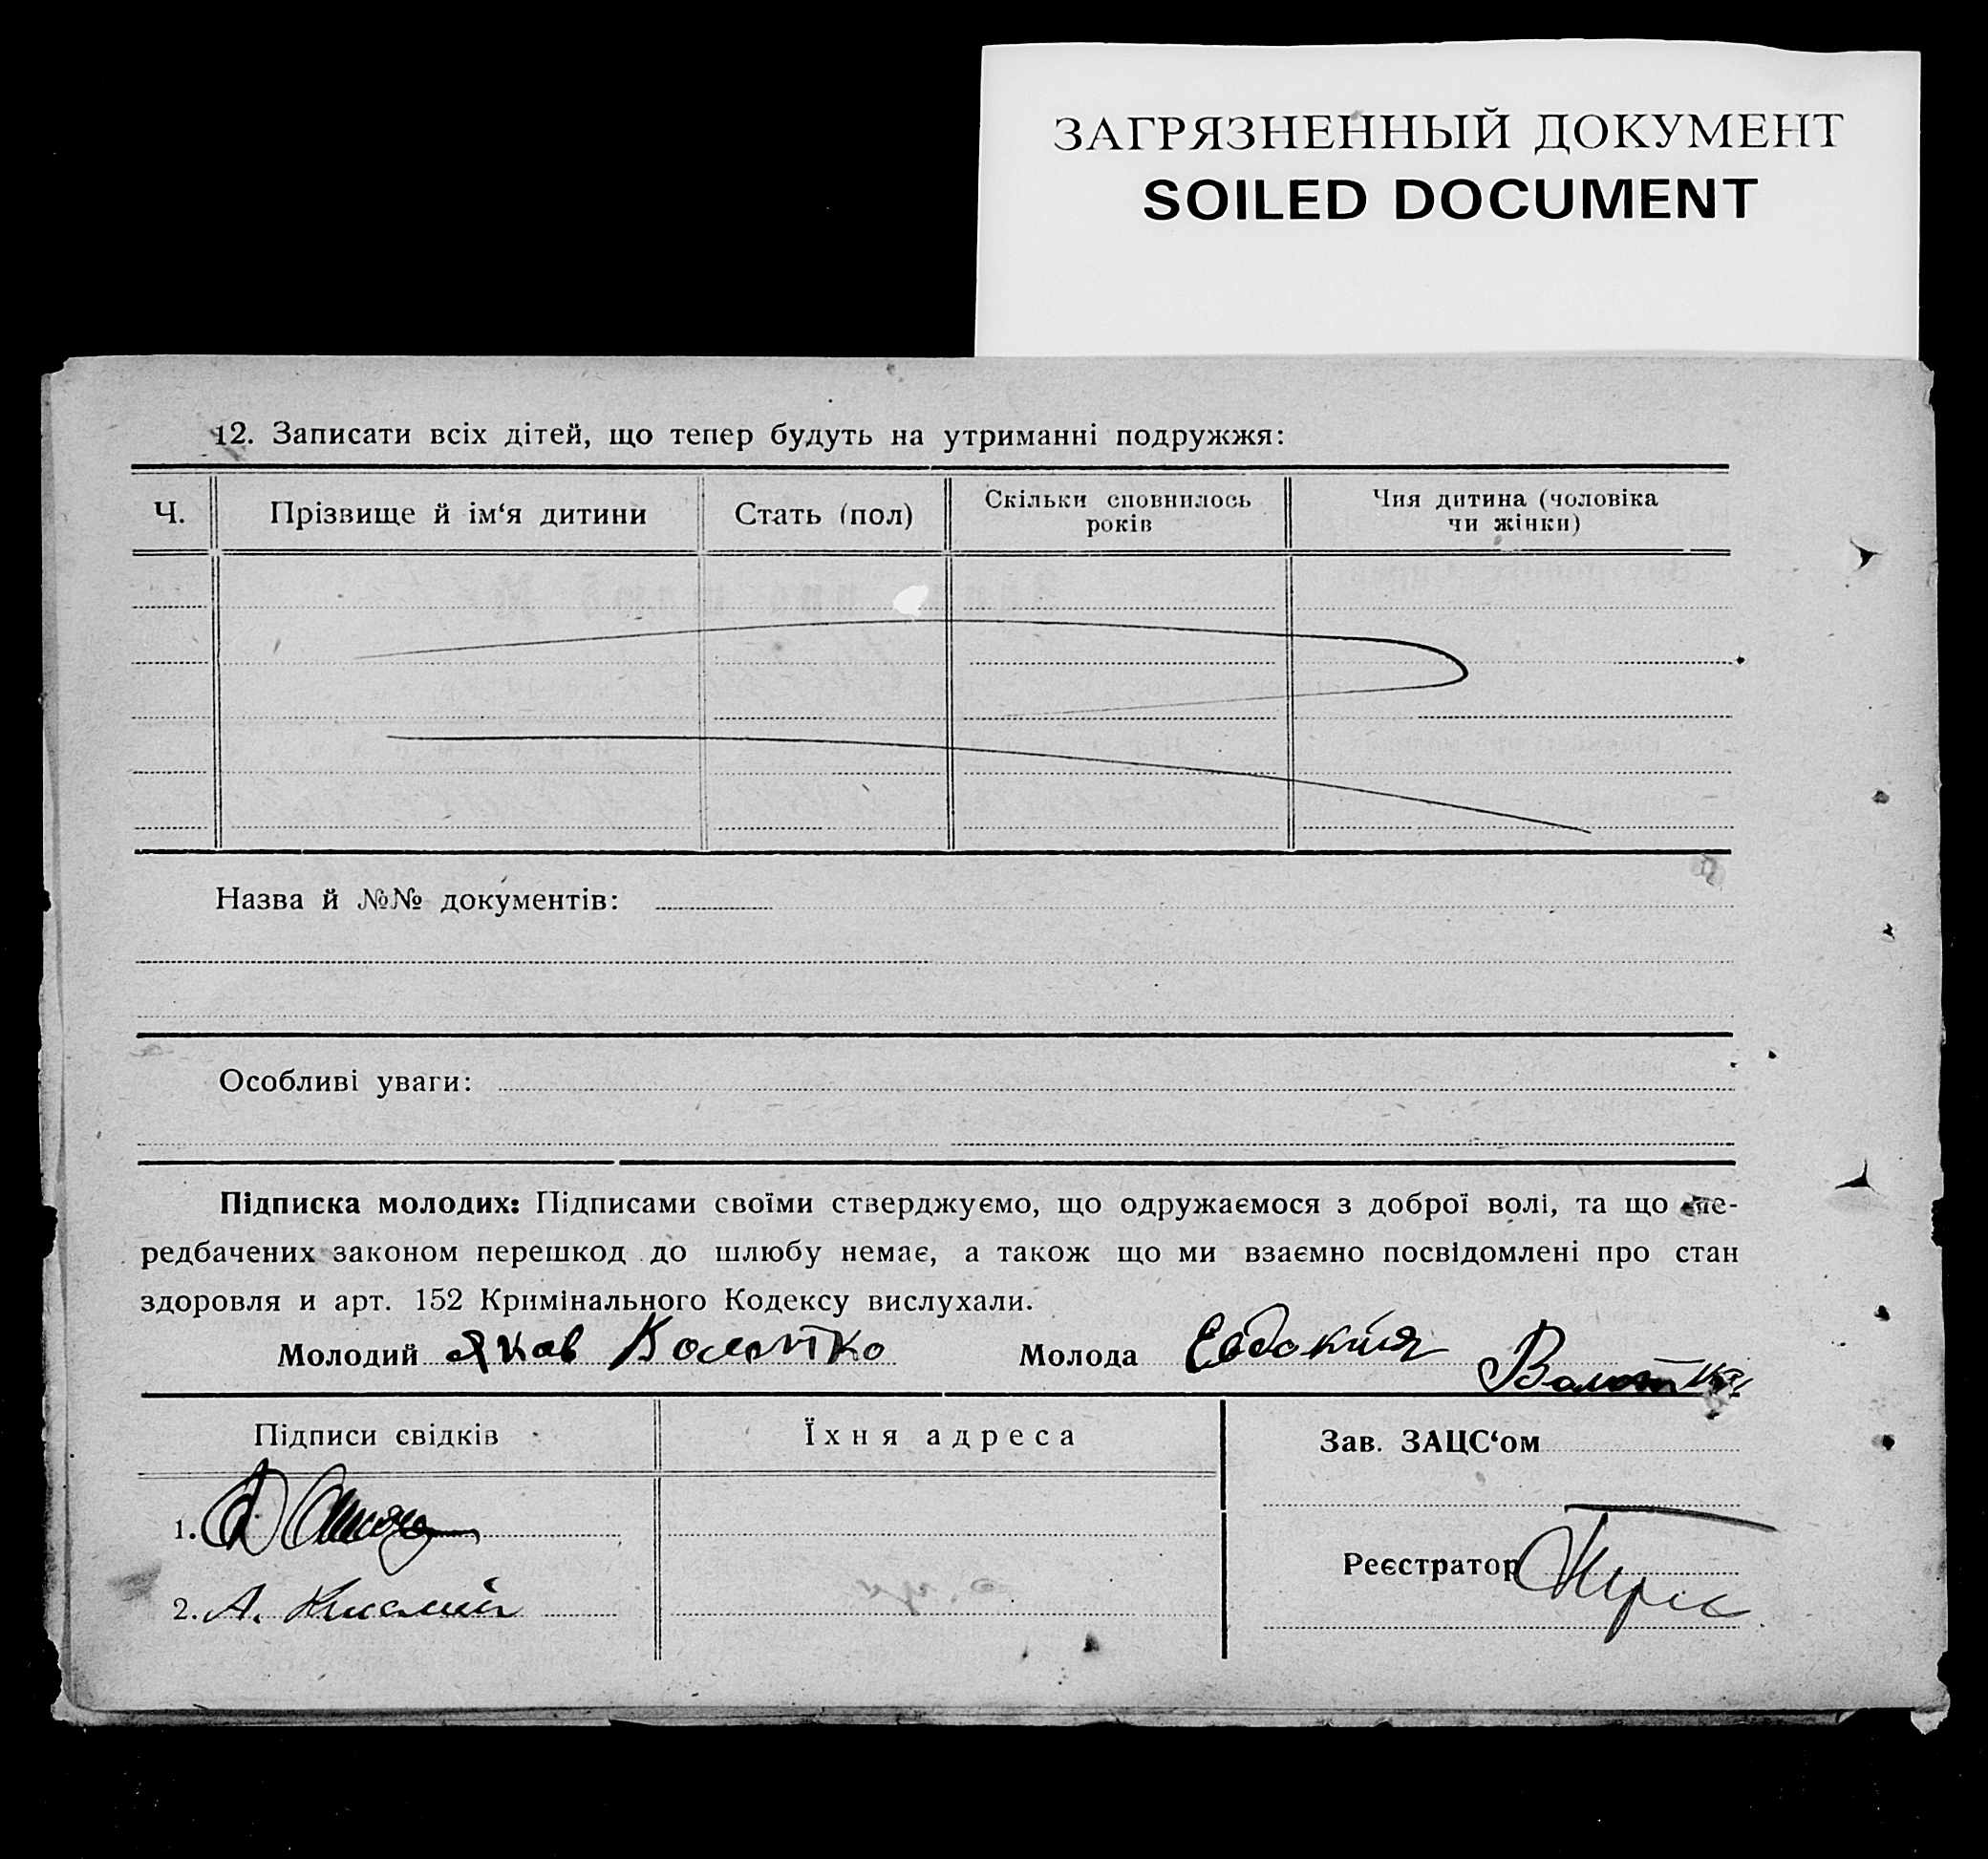 ЗАГРЯЗНЕННЫЙ ДОКУМЕНТ
SOILED DOCUMENT
12. Записати всіх дітей, що тепер будуть на утриманні подружжя:
Ч. Прізвище й ім‘я дитини Стать (пол) Скільки сповнилось років Чия дитина (чоловіка чи жінки)
Назва й №№ документів:
Особливі уваги:
Підписка молодих: Підписами своїми стверджуємо, що одружаємося з доброї волі, та що пе-
редбачених законом перешкод до шлюбу немає, а також що ми взаємно посвідомлені про стан
здоровля и арт. 152 Кримінального Кодексу вислухали.
Молодий Яков Молода Евдокия
Підписи свідків Їхня адреса Зав. ЗАЦС‘ом
1.
Реєстратор
2. А.